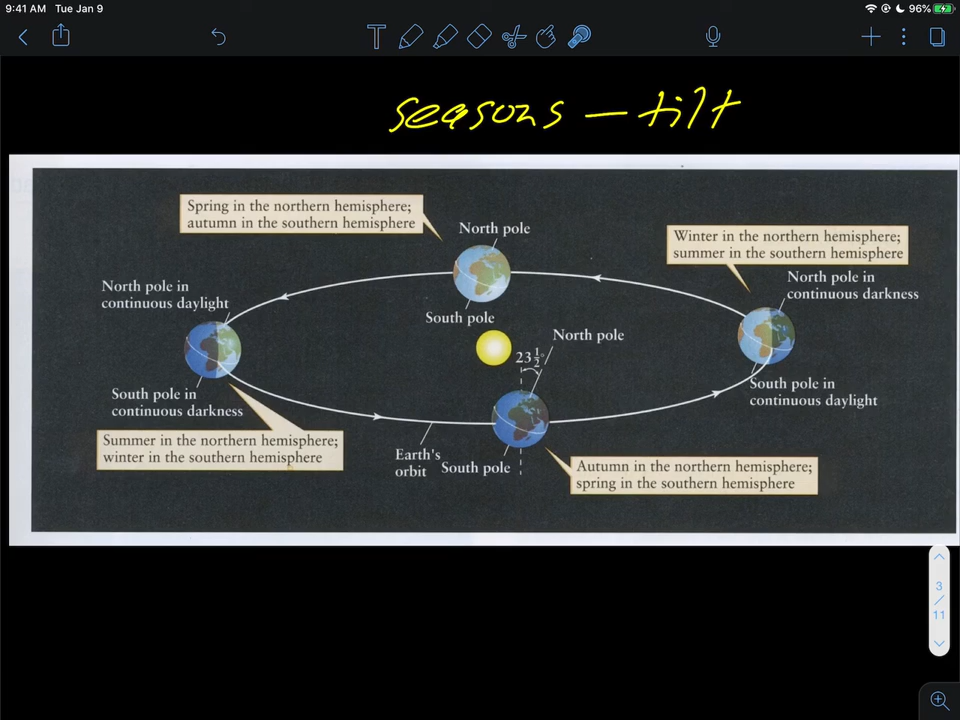 9:41 AM Tue Jan 9
96%
T
seasons – tilt
Spring in the northern hemisphere;
autumn in the southern hemisphere
North pole
Winter in the northern hemisphere;
summer in the southern hemisphere
North pole in
continuous darkness
North pole in
continuous daylight
South pole
North pole
23 1/2°
South pole in
continuous darkness
South pole in
continuous daylight
Summer in the northern hemisphere;
winter in the southern hemisphere
Earth's
orbit
South pole
Autumn in the northern hemisphere;
spring in the southern hemisphere
3
/
11